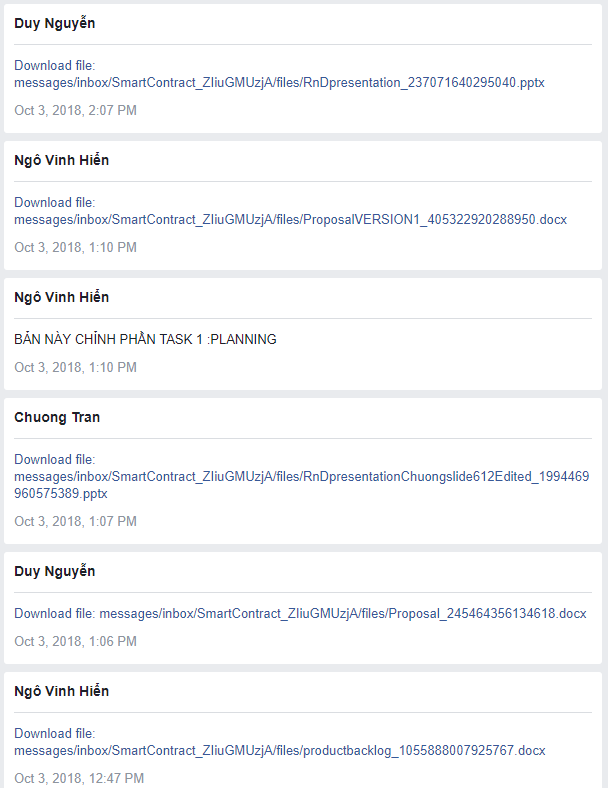 Duy Nguyễn
Download file:
messages/inbox/SmartContract_ZIiuGMUzjA/files/RnDpresentation_237071640295040.pptx
Oct 3, 2018, 2:07 PM
Ngô Vinh Hiển
Download file:
messages/inbox/SmartContract_ZIiuGMUzjA/files/ProposalVERSION1_405322920288950.docx
Oct 3, 2018, 1:10 PM
Ngô Vinh Hiển
BẢN NÀY CHỈNH PHẦN TASK 1 :PLANNING
Oct 3, 2018, 1:10 PM
Chuong Tran
Download file:
messages/inbox/SmartContract_ZIiuGMUzjA/files/RnDpresentationChuongslide612Edited_1994469
960575389.pptx
Oct 3, 2018, 1:07 PM
Duy Nguyễn
Download file: messages/inbox/SmartContract_ZIiuGMUzjA/files/Proposal_245464356134618.docx
Oct 3, 2018, 1:06 PM
Ngô Vinh Hiển
Download file:
messages/inbox/SmartContract_ZIiuGMUzjA/files/productbacklog_1055888007925767.docx
Oct 3, 2018, 12:47 PM